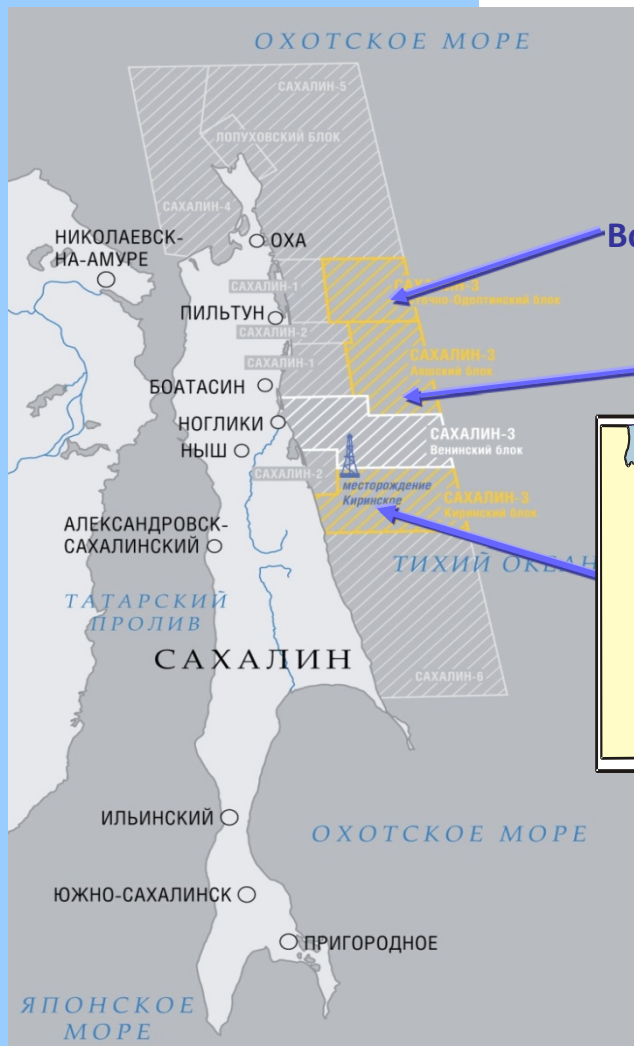 ОХОТСКОЕ МОРЕ
САХАЛИН-5
ЛОПУХОВСКИЙ БЛОК
САХАЛИН-4
НИКОЛАЕВСК-
НА-АМУРЕ
ОХА
Во
САХАЛИН-1
САХАЛИН-3
ПИЛЬТУН
САХАЛИН-2
САХАЛИН-1
САХАЛИН-3
Аяшский блок
БОАТАСИН
НОГЛИКИ
САХАЛИН-3
Венинский блок
НЫШ
САХАЛИН-2
месторождение
Киринское
САХАЛИН-3
Киринский блок
АЛЕКСАНДРОВСК-
САХАЛИНСКИЙ
ТИХИЙ ОКЕАН
ТАТАРСКИЙ
ПРОЛИВ
САХАЛИН
САХАЛИН-6
ИЛЬИНСКИЙ
ОХОТСКОЕ МОРЕ
ЮЖНО-САХАЛИНСК
ПРИГОРОДНОЕ
ЯПОНСКОЕ
МОРЕ